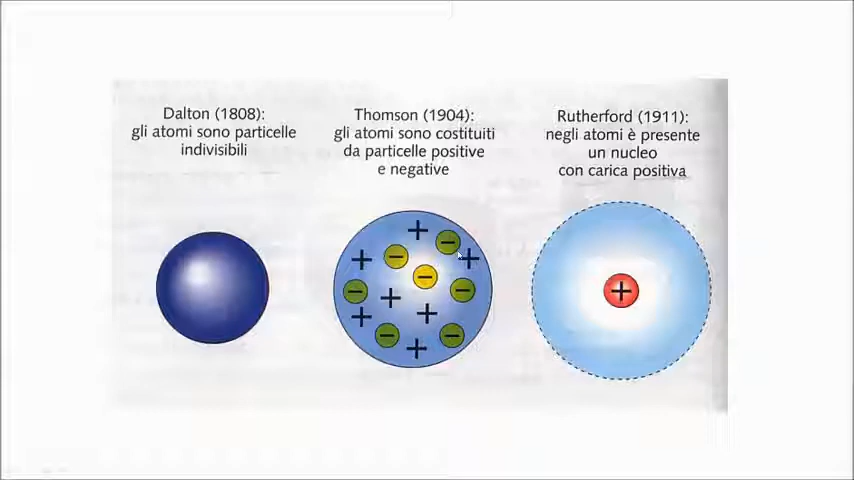 Dalton (1808):
gli atomi sono particelle
indivisibili
Thomson (1904):
gli atomi sono costituiti
da particelle positive
e negative
Rutherford (1911):
negli atomi è presente
un nucleo
con carica positiva